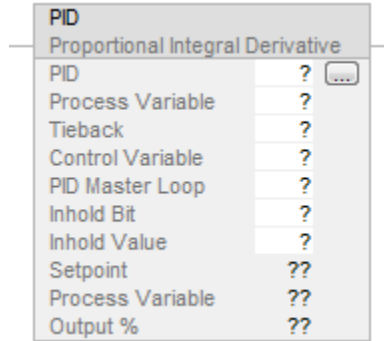 PID
Proportional Integral Derivative
PID ? ...
Process Variable ?
Tieback ?
Control Variable ?
PID Master Loop ?
Inhold Bit ?
Inhold Value ?
Setpoint ??
Process Variable ??
Output % ??